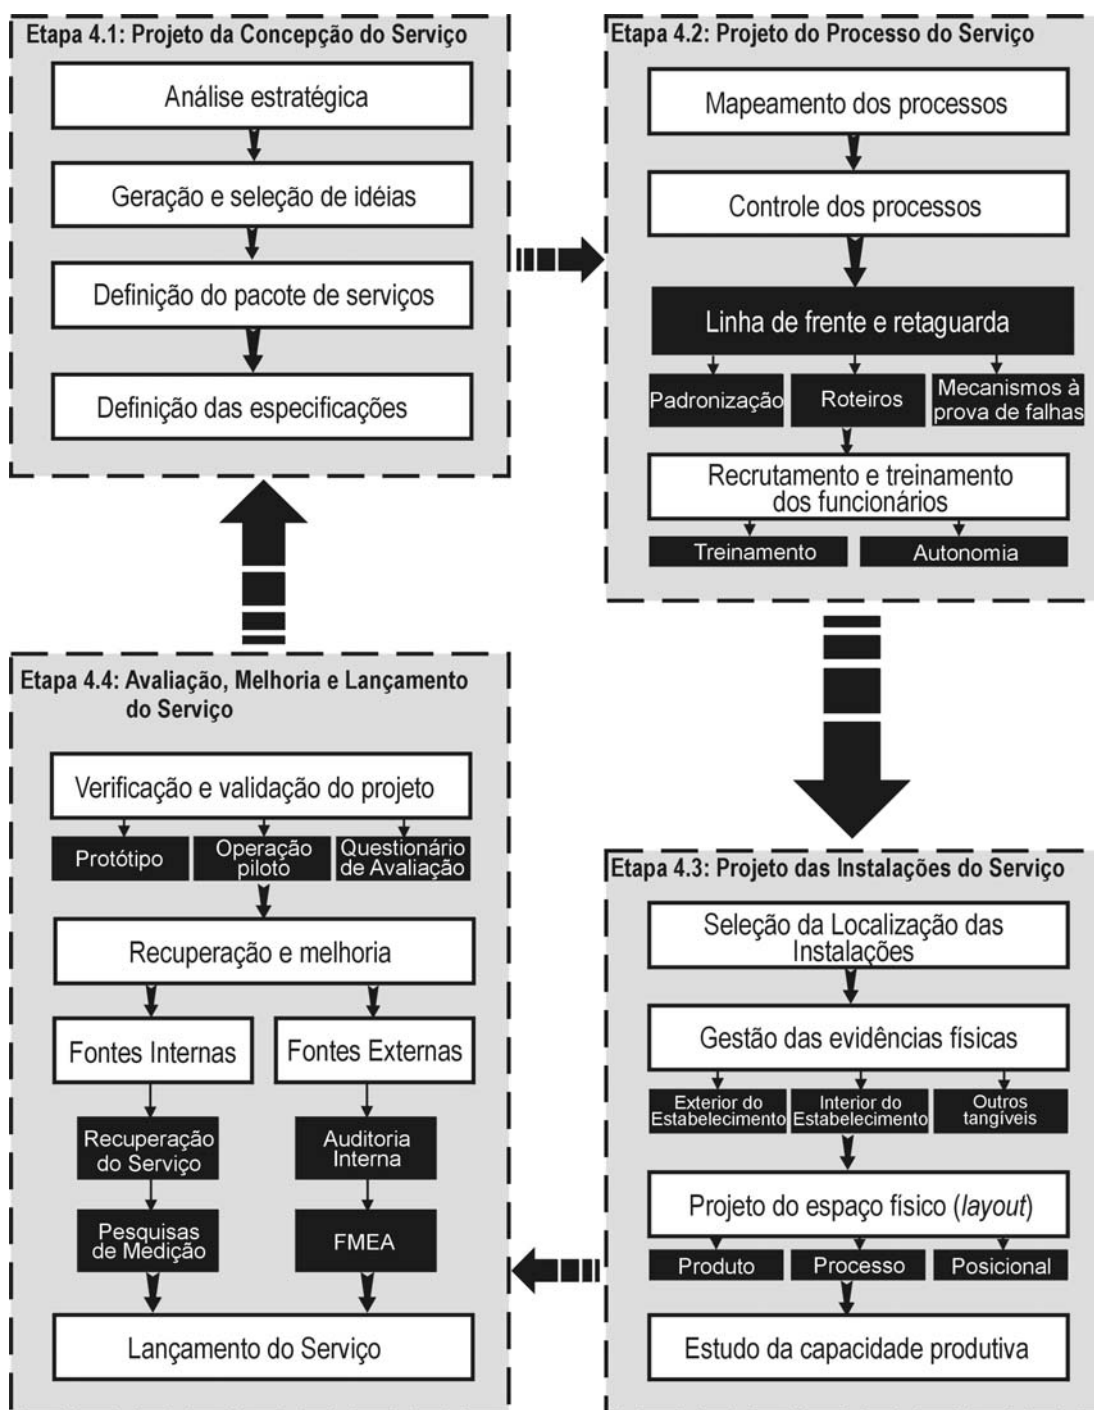 Etapa 4.1: Projeto da Concepção do Serviço
Análise estratégica
Geração e seleção de idéias
Definição do pacote de serviços
Definição das especificações
Etapa 4.2: Projeto do Processo do Serviço
Mapeamento dos processos
Controle dos processos
Linha de frente e retaguarda
Padronização
Roteiros
Mecanismos à
prova de falhas
Recrutamento e treinamento
dos funcionários
Treinamento
Autonomia
Etapa 4.3: Projeto das Instalações do Serviço
Seleção da Localização das
Instalações
Gestão das evidências físicas
Exterior do
Estabelecimento
Interior do
Estabelecimento
Outros
tangíveis
Projeto do espaço físico (layout)
Produto
Processo
Posicional
Estudo da capacidade produtiva
Etapa 4.4: Avaliação, Melhoria e Lançamento
do Serviço
Verificação e validação do projeto
Protótipo
Operação
piloto
Questionário
de Avaliação
Recuperação e melhoria
Fontes Internas
Fontes Externas
Recuperação
do Serviço
Auditoria
Interna
Pesquisas
de Medição
FMEA
Lançamento do Serviço